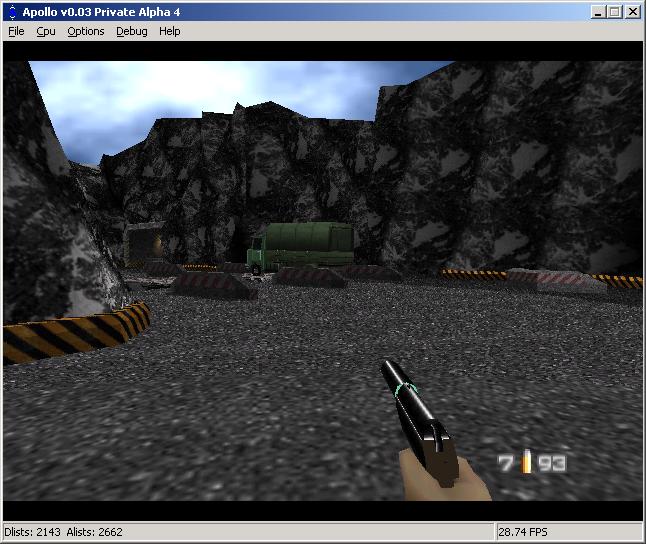 Apollo v0.03 Private Alpha 4
File Cpu Options Debug Help
7 93
Dlists: 2143 Alists: 2662 28.74 FPS